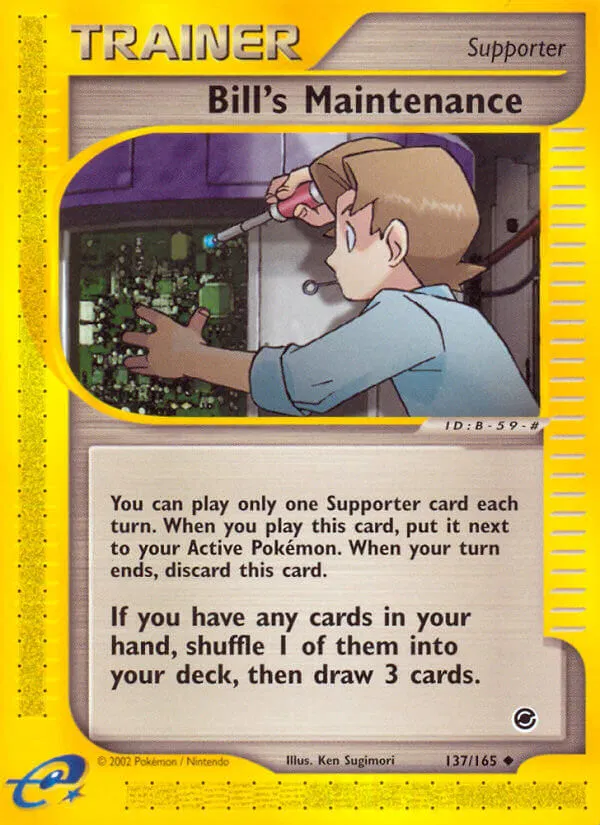 TRAINER
Supporter
Bill's Maintenance
ID:B-59-#
You can play only one Supporter card each
turn. When you play this card, put it next
to your Active Pokémon. When your turn
ends, discard this card.
If you have any cards in your
hand, shuffle 1 of them into
your deck, then draw 3 cards.
© 2002 Pokémon / Nintendo
Illus. Ken Sugimori
137/165 ◆
e